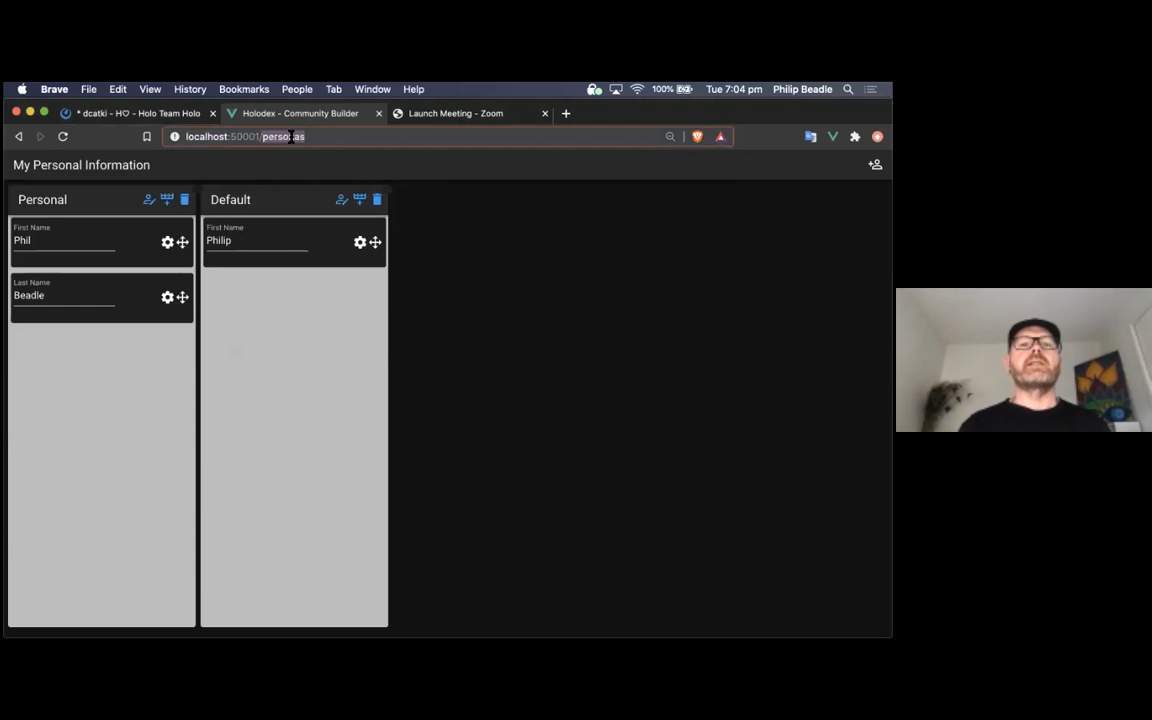 Brave File Edit View History Bookmarks People Tab Window Help 100% Tue 7:04 pm Philip Beadle
* dcatki - HO - Holo Team Holo Holodex - Community Builder Launch Meeting - Zoom
localhost:50001/personas
My Personal Information
Personal Default
First Name
Phil
Last Name
Beadle
First Name
Philip